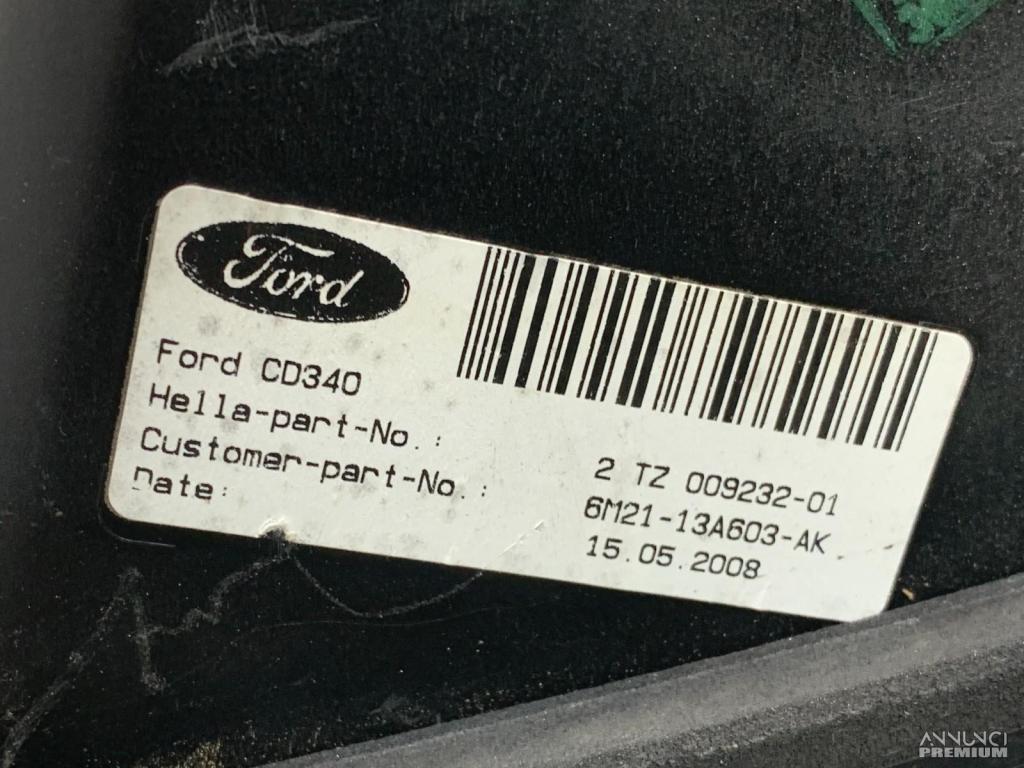 Ford
Ford CD340
Hella-part-No.: 2 TZ 009232-01
Customer-part-No.: 6M21-13A603-AK
Date: 15.05.2008
ANNUNCI
PREMIUM